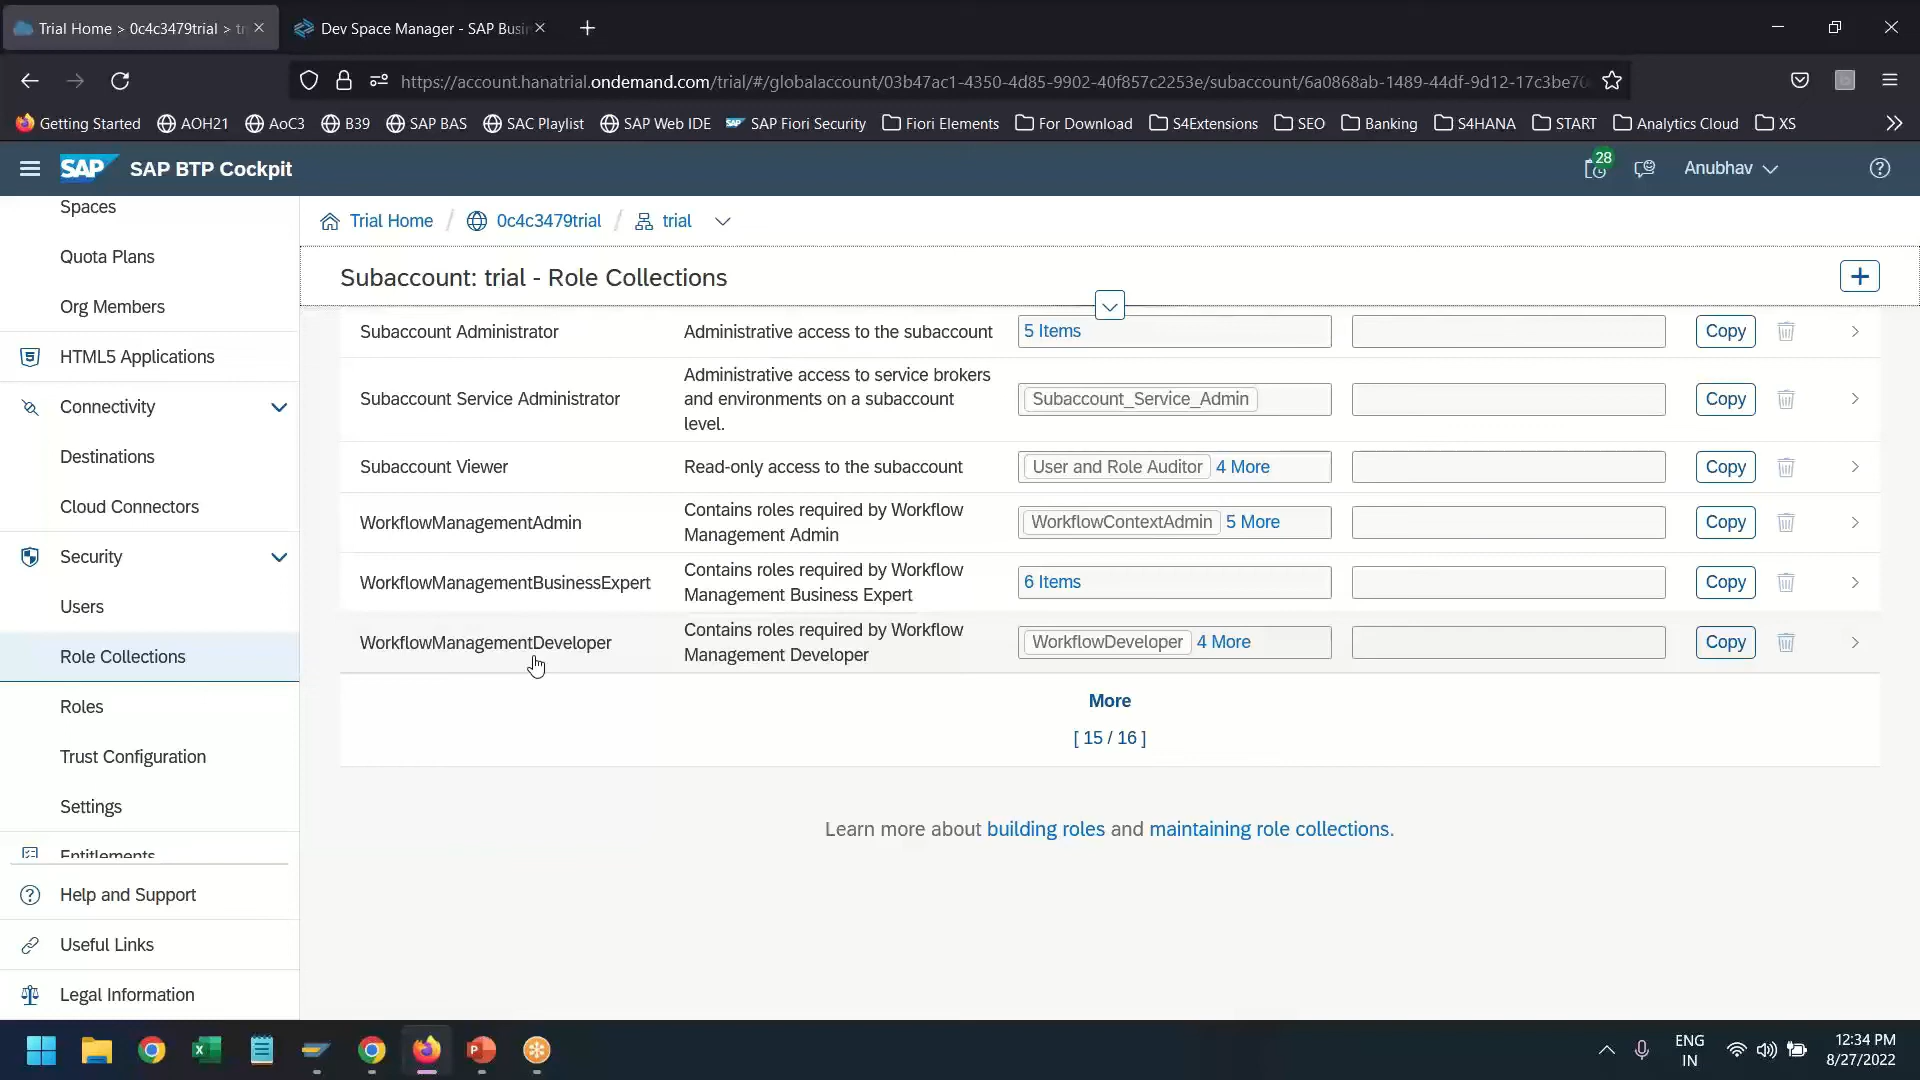 Trial Home > 0c4c3479trial > tr
Dev Space Manager - SAP Busin
https://account.hanatrial.ondemand.com/trial/#/globalaccount/03b47ac1-4350-4d85-9902-40f857c2253e/subaccount/6a0868ab-1489-44df-9d12-17c3be70
Getting Started
AOH21
AoC3
B39
SAP BAS
SAC Playlist
SAP Web IDE
SAP Fiori Security
Fiori Elements
For Download
S4Extensions
SEO
Banking
S4HANA
START
Analytics Cloud
XS
SAP
SAP BTP Cockpit
28
Anubhav
Spaces
Quota Plans
Org Members
HTML5 Applications
Connectivity
Destinations
Cloud Connectors
Security
Users
Role Collections
Roles
Trust Configuration
Settings
Entitlements
Help and Support
Useful Links
Legal Information
Trial Home / 0c4c3479trial / trial
Subaccount: trial - Role Collections
Subaccount Administrator
Administrative access to the subaccount
5 Items
Copy
Subaccount Service Administrator
Administrative access to service brokers
and environments on a subaccount
level.
Subaccount_Service_Admin
Copy
Subaccount Viewer
Read-only access to the subaccount
User and Role Auditor
4 More
Copy
WorkflowManagementAdmin
Contains roles required by Workflow
Management Admin
WorkflowContextAdmin
5 More
Copy
WorkflowManagementBusinessExpert
Contains roles required by Workflow
Management Business Expert
6 Items
Copy
WorkflowManagementDeveloper
Contains roles required by Workflow
Management Developer
WorkflowDeveloper
4 More
Copy
More
[ 15 / 16 ]
Learn more about building roles and maintaining role collections.
ENG
IN
12:34 PM
8/27/2022